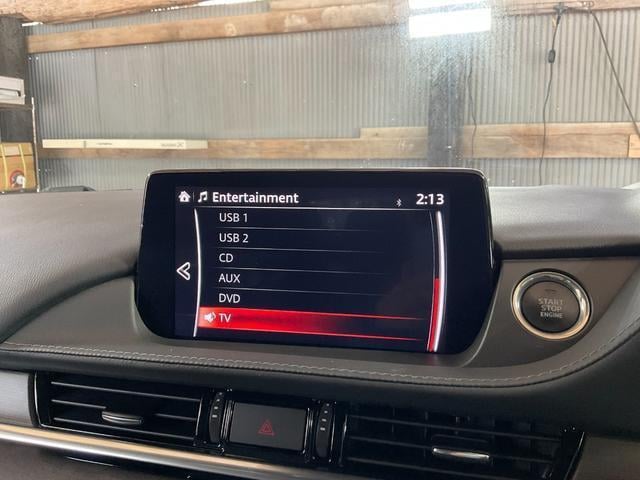 Entertainment
2:13
USB 1
USB 2
CD
AUX
DVD
TV
START
STOP
ENGINE